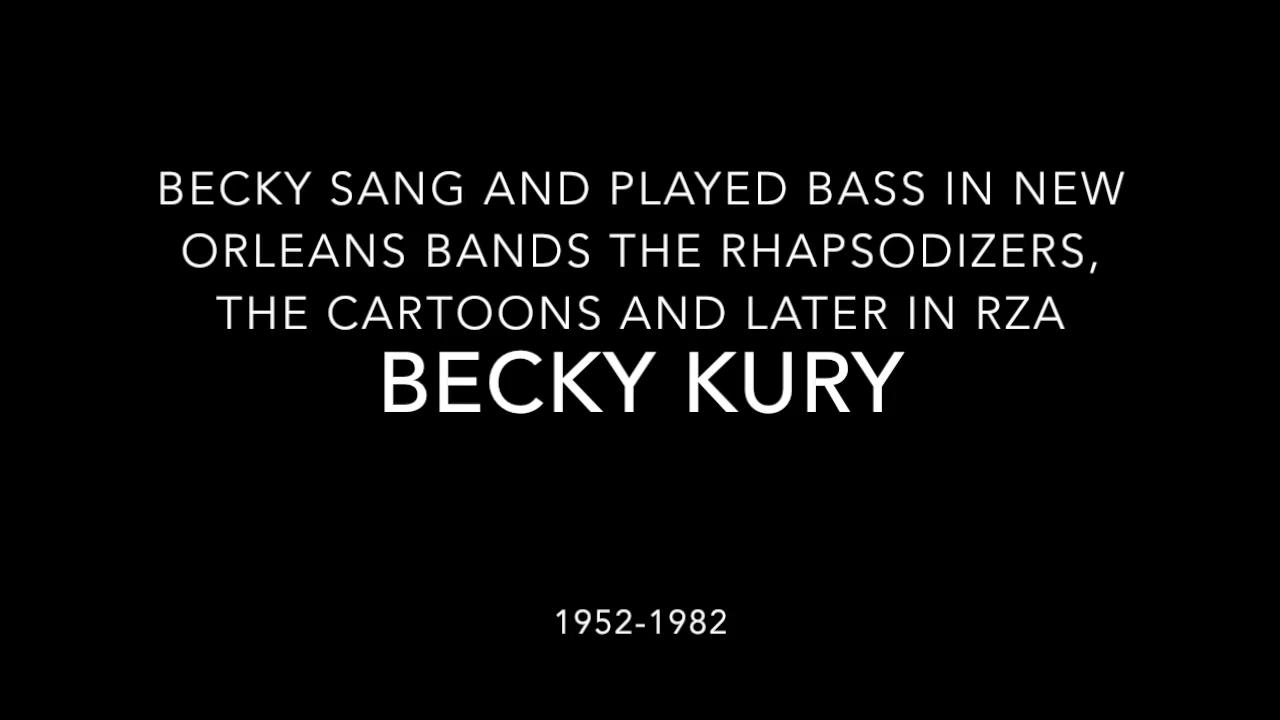 BECKY SANG AND PLAYED BASS IN NEW
ORLEANS BANDS THE RHAPSODIZERS,
THE CARTOONS AND LATER IN RZA
BECKY KURY
1952-1982